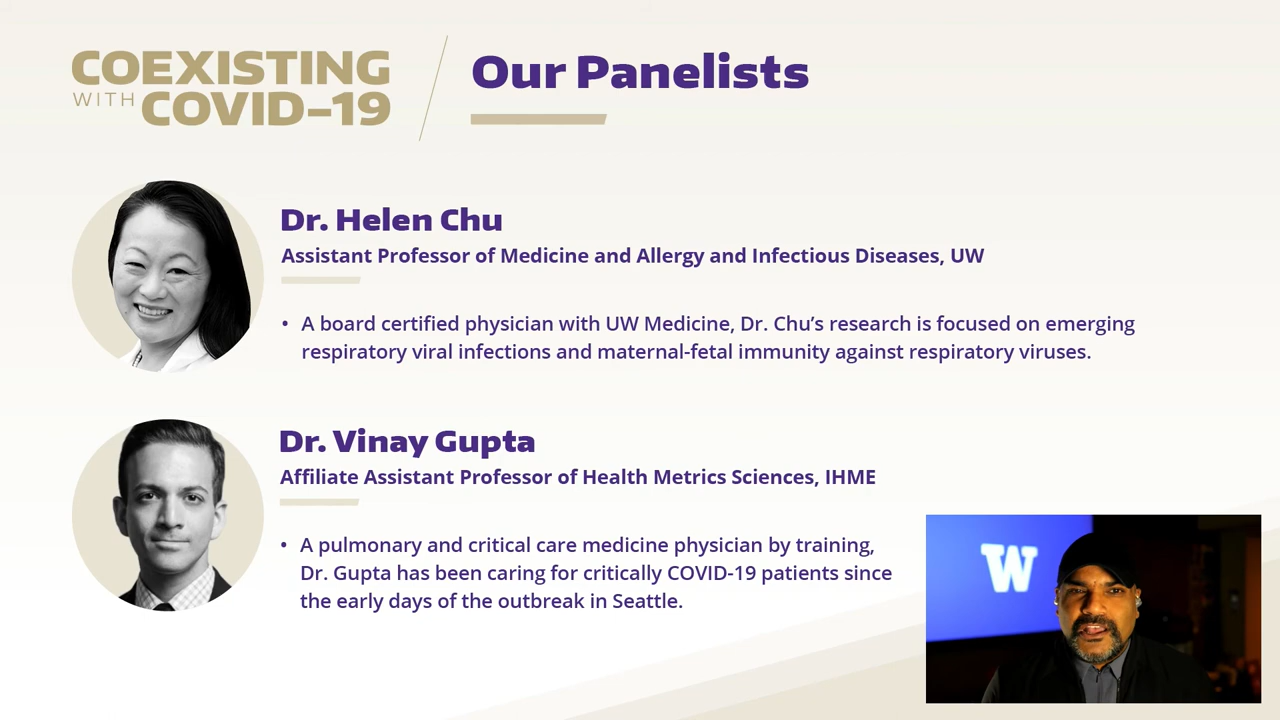 COEXISTING
WITH COVID-19
Our Panelists
Dr. Helen Chu
Assistant Professor of Medicine and Allergy and Infectious Diseases, UW
• A board certified physician with UW Medicine, Dr. Chu’s research is focused on emerging
respiratory viral infections and maternal-fetal immunity against respiratory viruses.
Dr. Vinay Gupta
Affiliate Assistant Professor of Health Metrics Sciences, IHME
• A pulmonary and critical care medicine physician by training,
Dr. Gupta has been caring for critically COVID-19 patients since
the early days of the outbreak in Seattle.
W